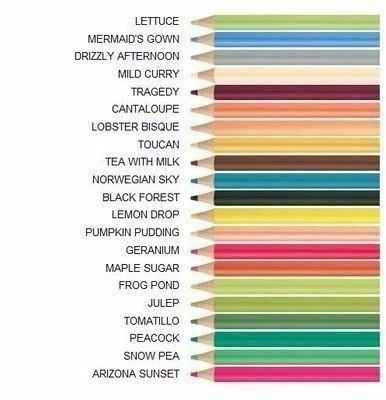 LETTUCE
MERMAID'S GOWN
DRIZZLY AFTERNOON
MILD CURRY
TRAGEDY
CANTALOUPE
LOBSTER BISQUE
TOUCAN
TEA WITH MILK
NORWEGIAN SKY
BLACK FOREST
LEMON DROP
PUMPKIN PUDDING
GERANIUM
MAPLE SUGAR
FROG POND
JULEP
TOMATILLO
PEACOCK
SNOW PEA
ARIZONA SUNSET